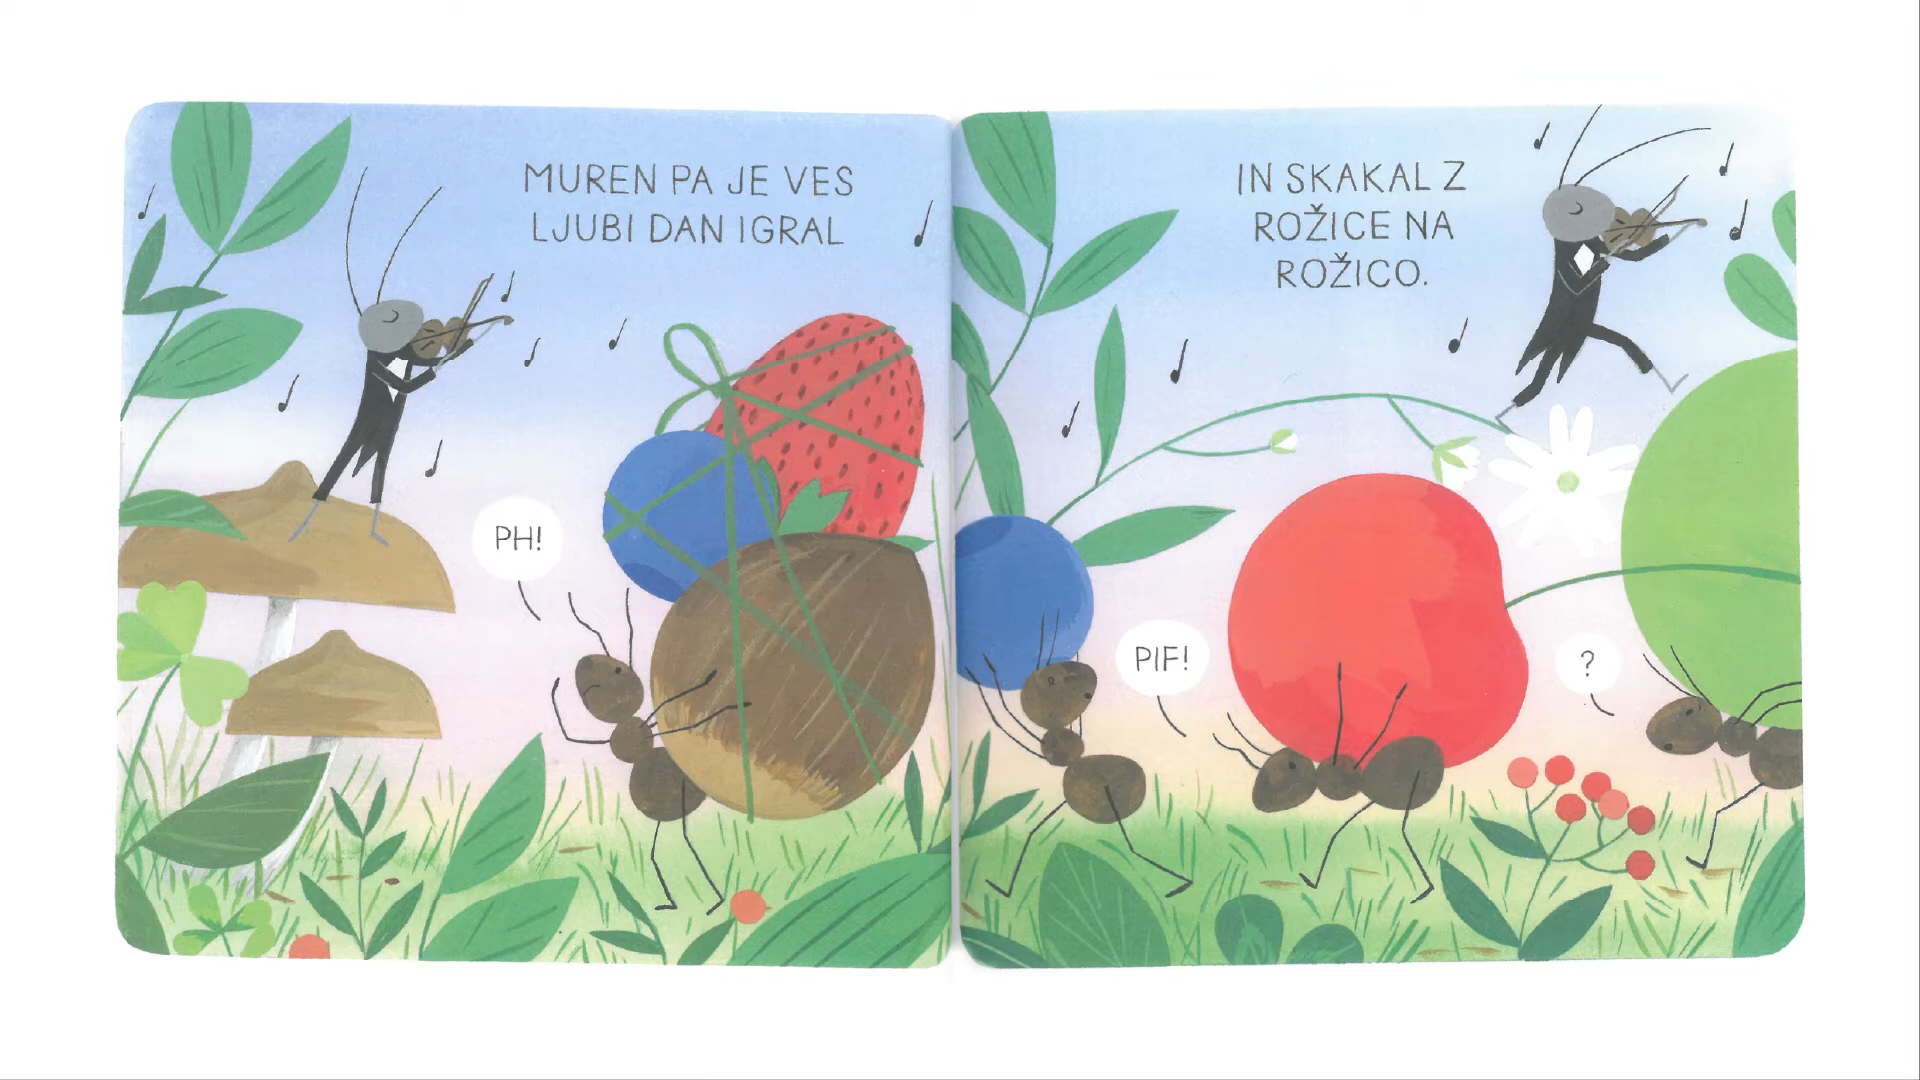 MUREN PA JE VES
LJUBI DAN IGRAL
PH!
IN SKAKAL Z
ROŽICE NA
ROŽICO.
PIF!
?